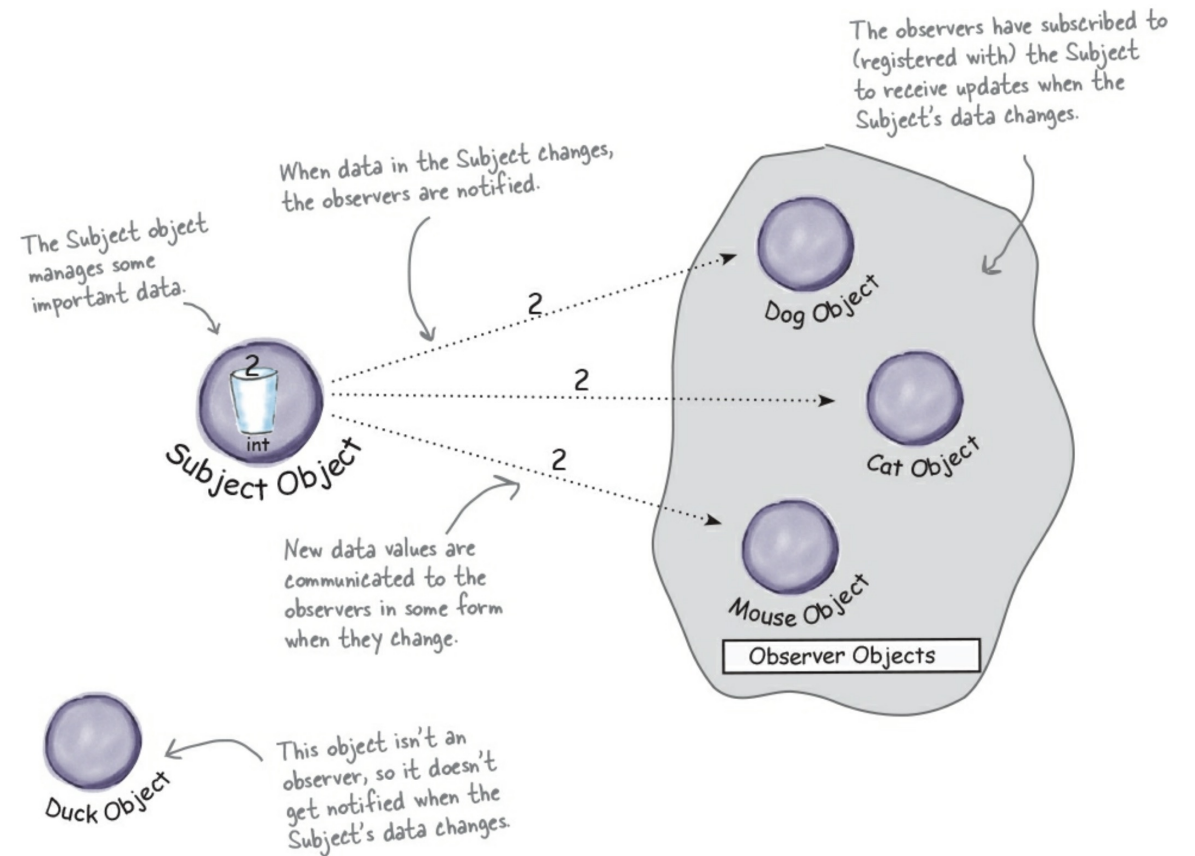 The observers have subscribed to
(registered with) the Subject
to receive updates when the
Subject's data changes.
When data in the Subject changes,
the observers are notified.
The Subject object
manages some
important data.
2
int
Subject Object
2
2
2
Dog Object
Cat Object
Mouse Object
Observer Objects
New data values are
communicated to the
observers in some form
when they change.
Duck Object
This object isn't an
observer, so it doesn't
get notified when the
Subject's data changes.